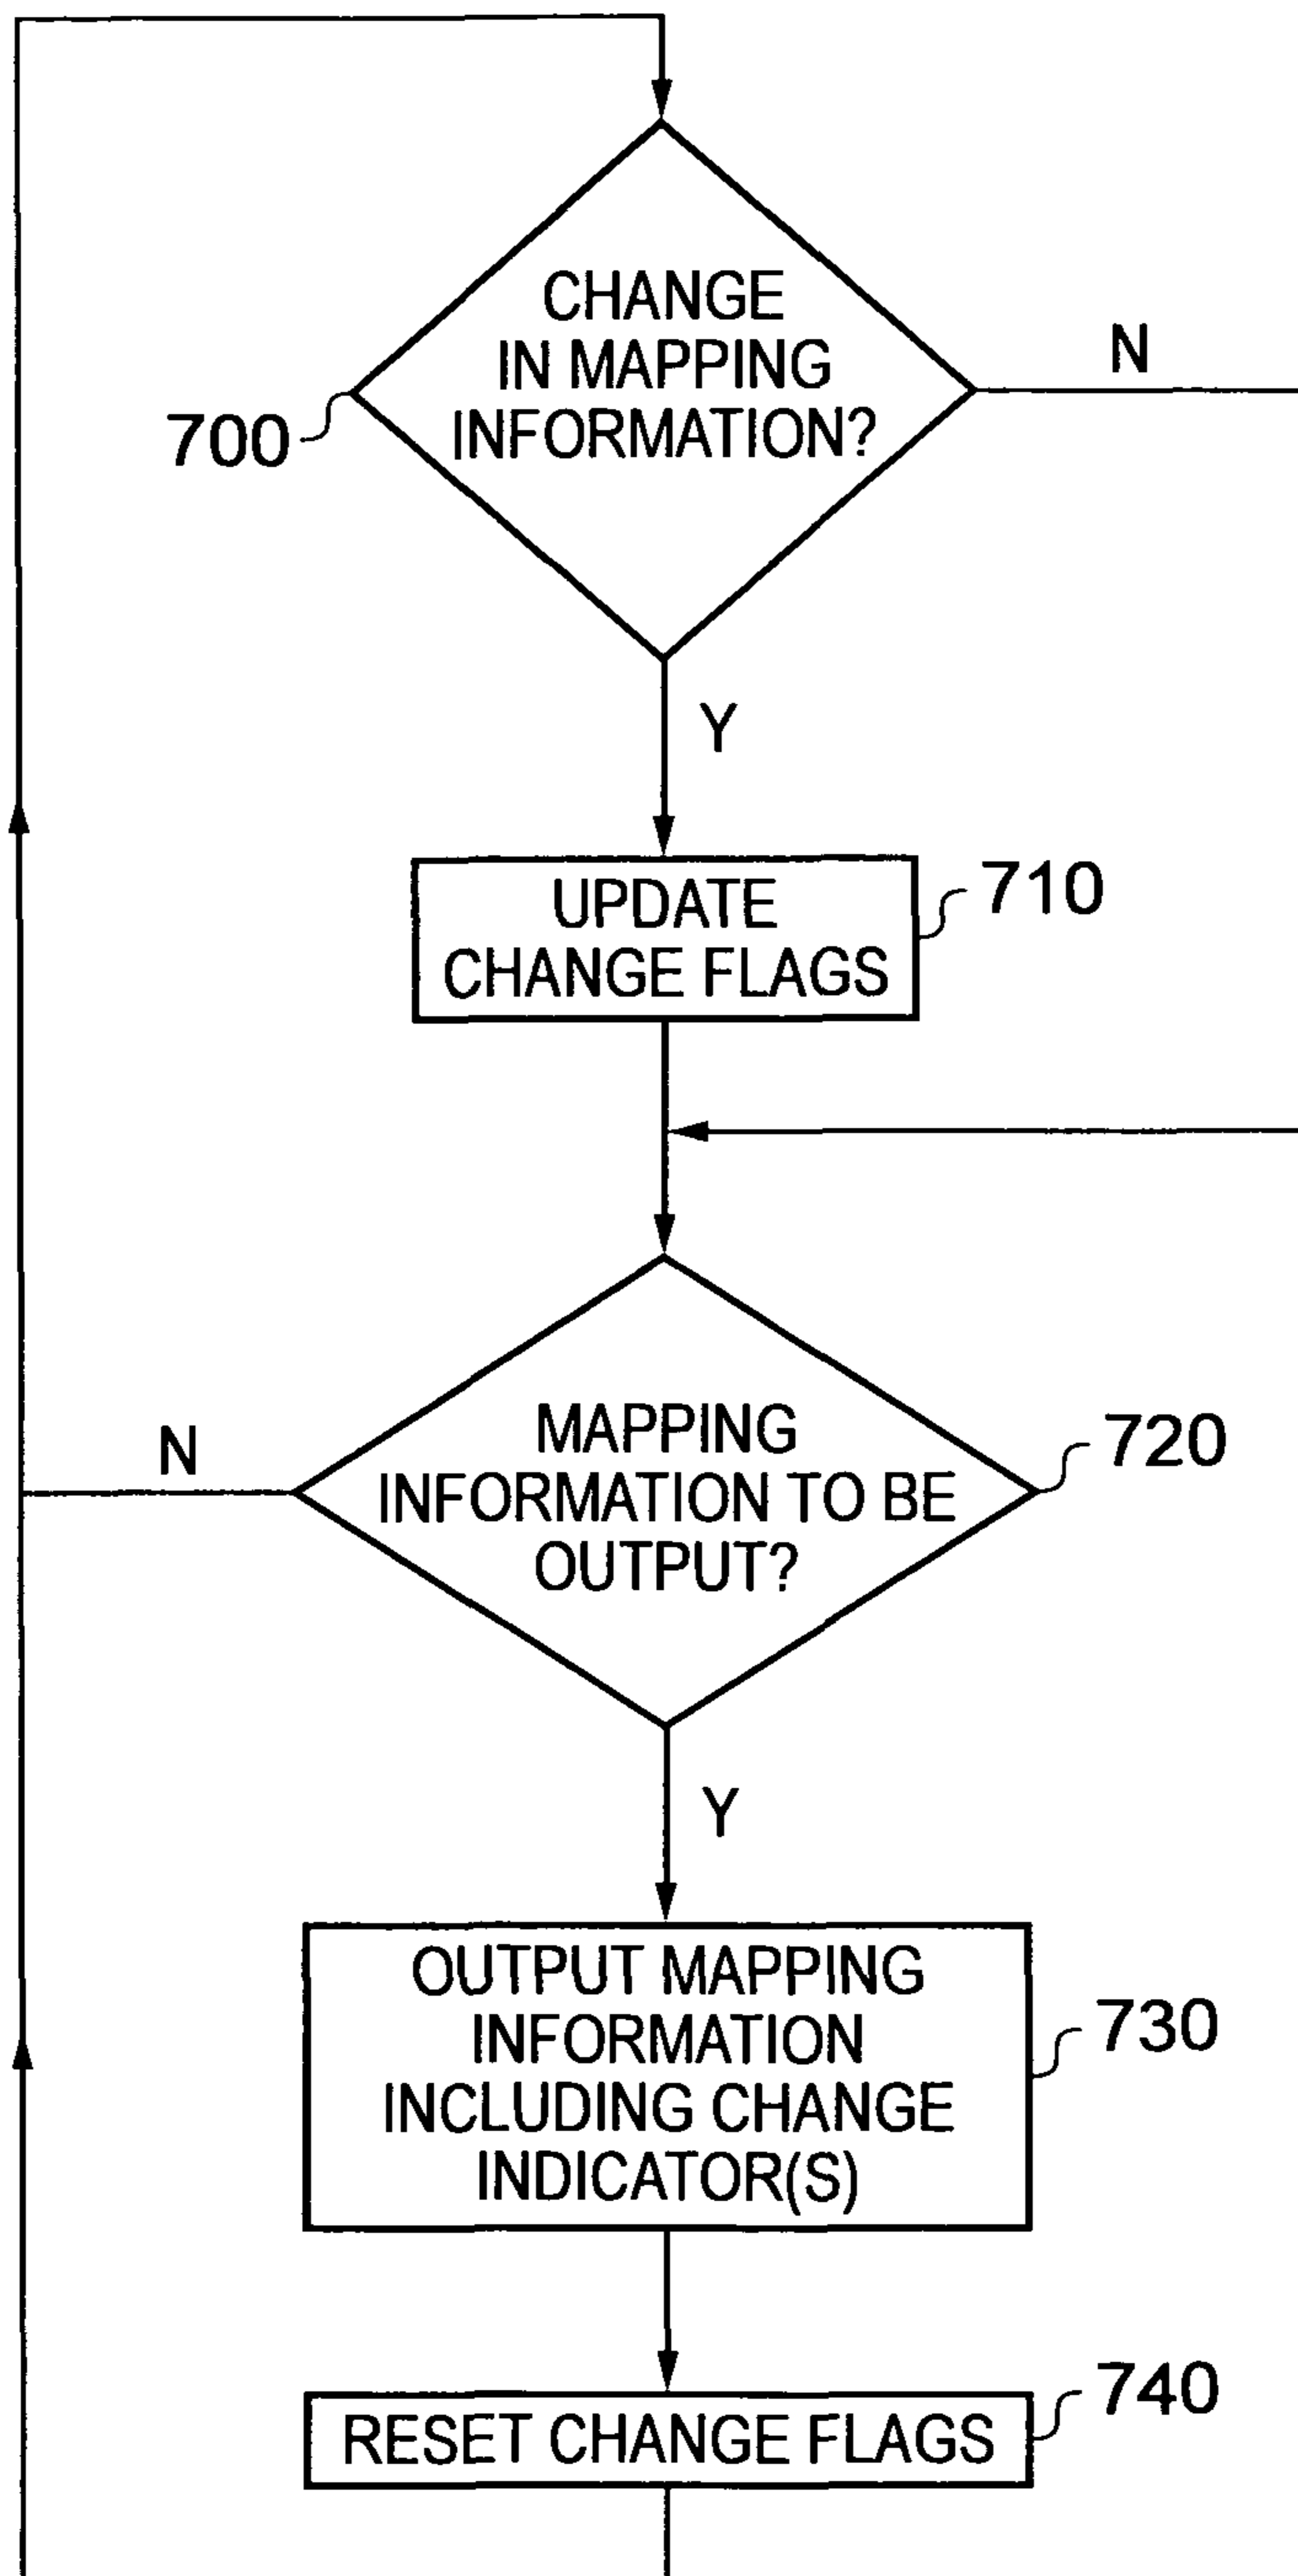 CHANGE
IN MAPPING
INFORMATION?
N
700
Y
UPDATE
CHANGE FLAGS
710
MAPPING
INFORMATION TO BE
OUTPUT?
720
N
Y
OUTPUT MAPPING
INFORMATION
INCLUDING CHANGE
INDICATOR(S)
730
RESET CHANGE FLAGS
740